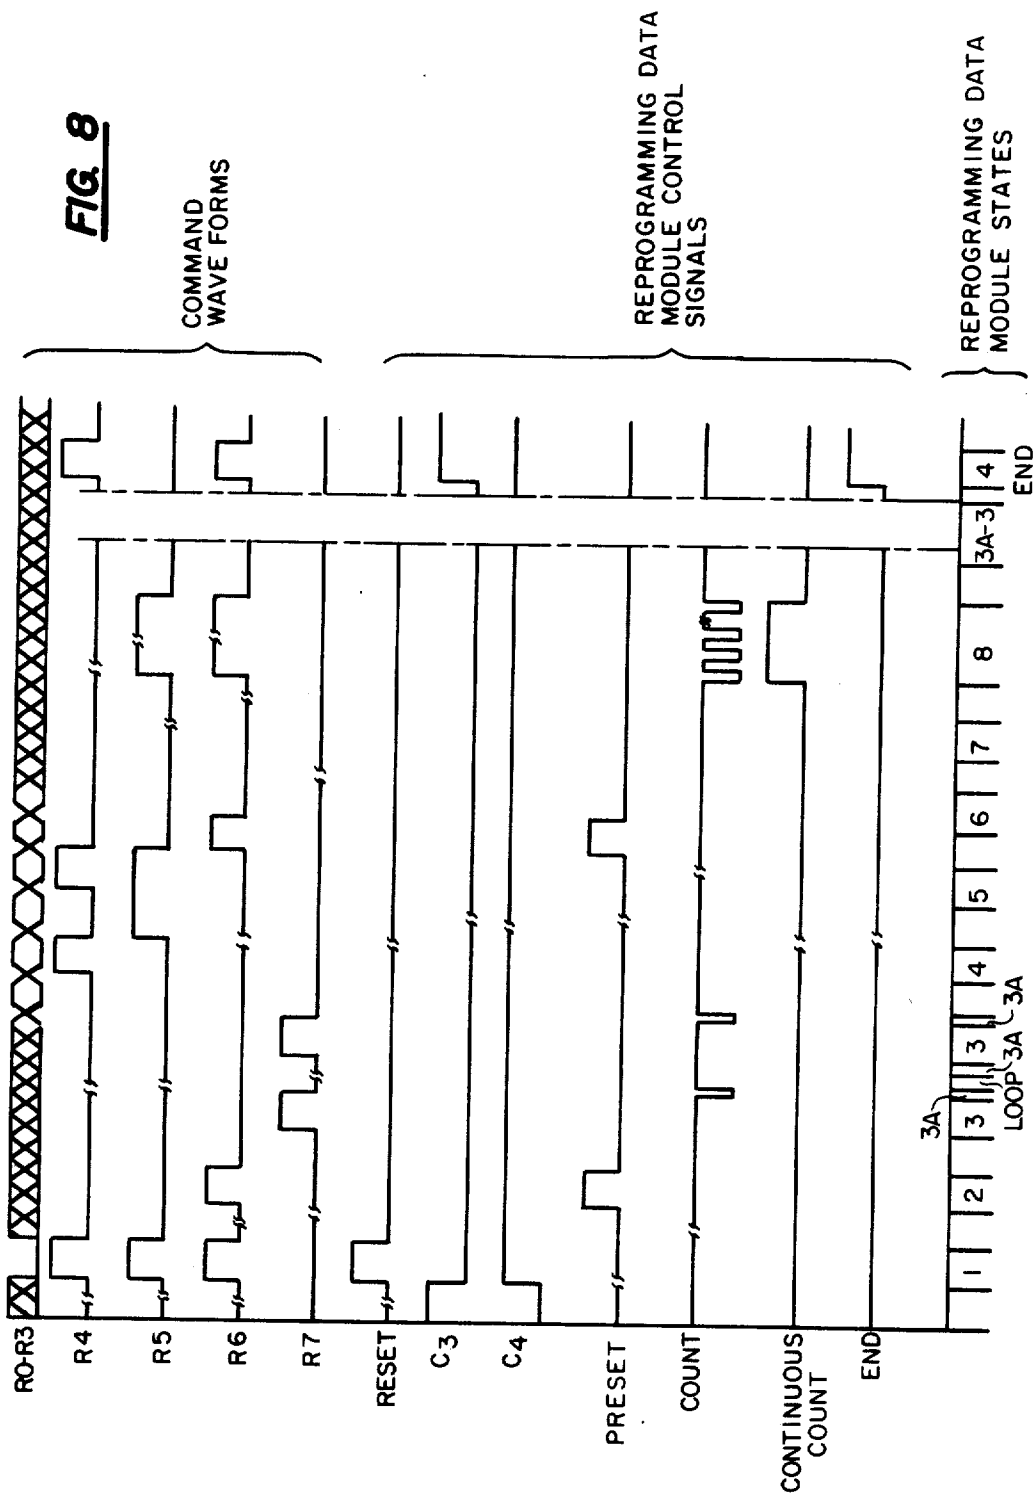 FIG. 8
R0-R3
R4
R5
R6
R7
RESET
C3
C4
PRESET
COUNT
CONTINUOUS
COUNT
END
COMMAND
WAVE FORMS
REPROGRAMMING DATA
MODULE CONTROL
SIGNALS
REPROGRAMMING DATA
MODULE STATES
1
2
3
3A
LOOP
3A
3
3A
4
5
6
7
8
3A-3
4
END